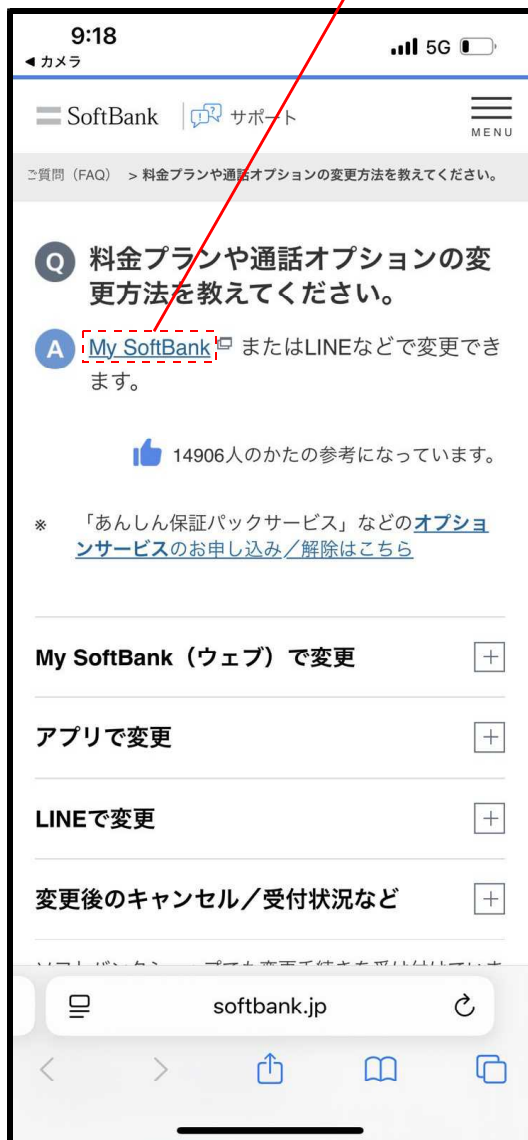 9:18
5G
◀ カメラ
SoftBank サポート
MENU
ご質問（FAQ） > 料金プランや通話オプションの変更方法を教えてください。
Q 料金プランや通話オプションの変
更方法を教えてください。
A My SoftBank またはLINEなどで変更でき
ます。
14906人のかたの参考になっています。
※ 「あんしん保証パックサービス」などのオプショ
ンサービスのお申し込み／解除はこちら
My SoftBank（ウェブ）で変更
アプリで変更
LINEで変更
変更後のキャンセル／受付状況など
softbank.jp